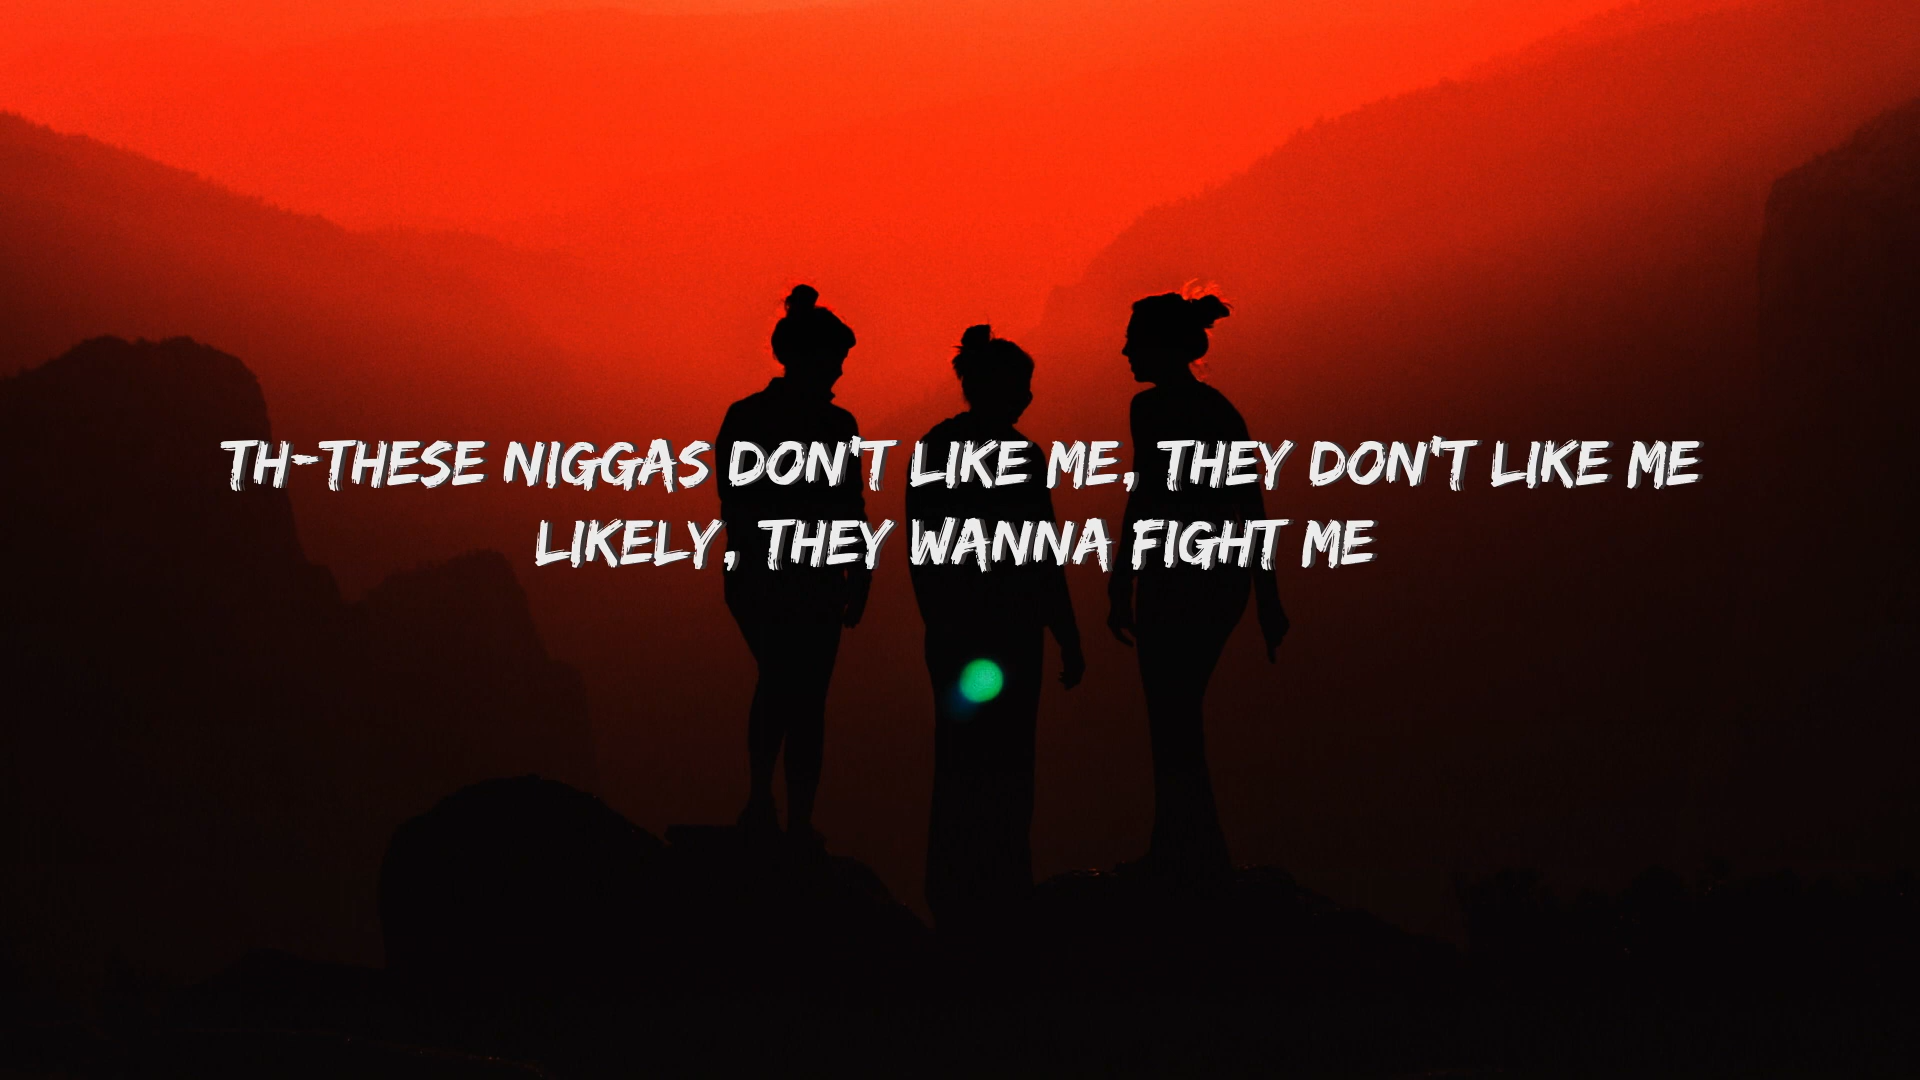 TH-THESE NIGGAS DON'T LIKE ME, THEY DON'T LIKE ME
LIKELY, THEY WANNA FIGHT ME